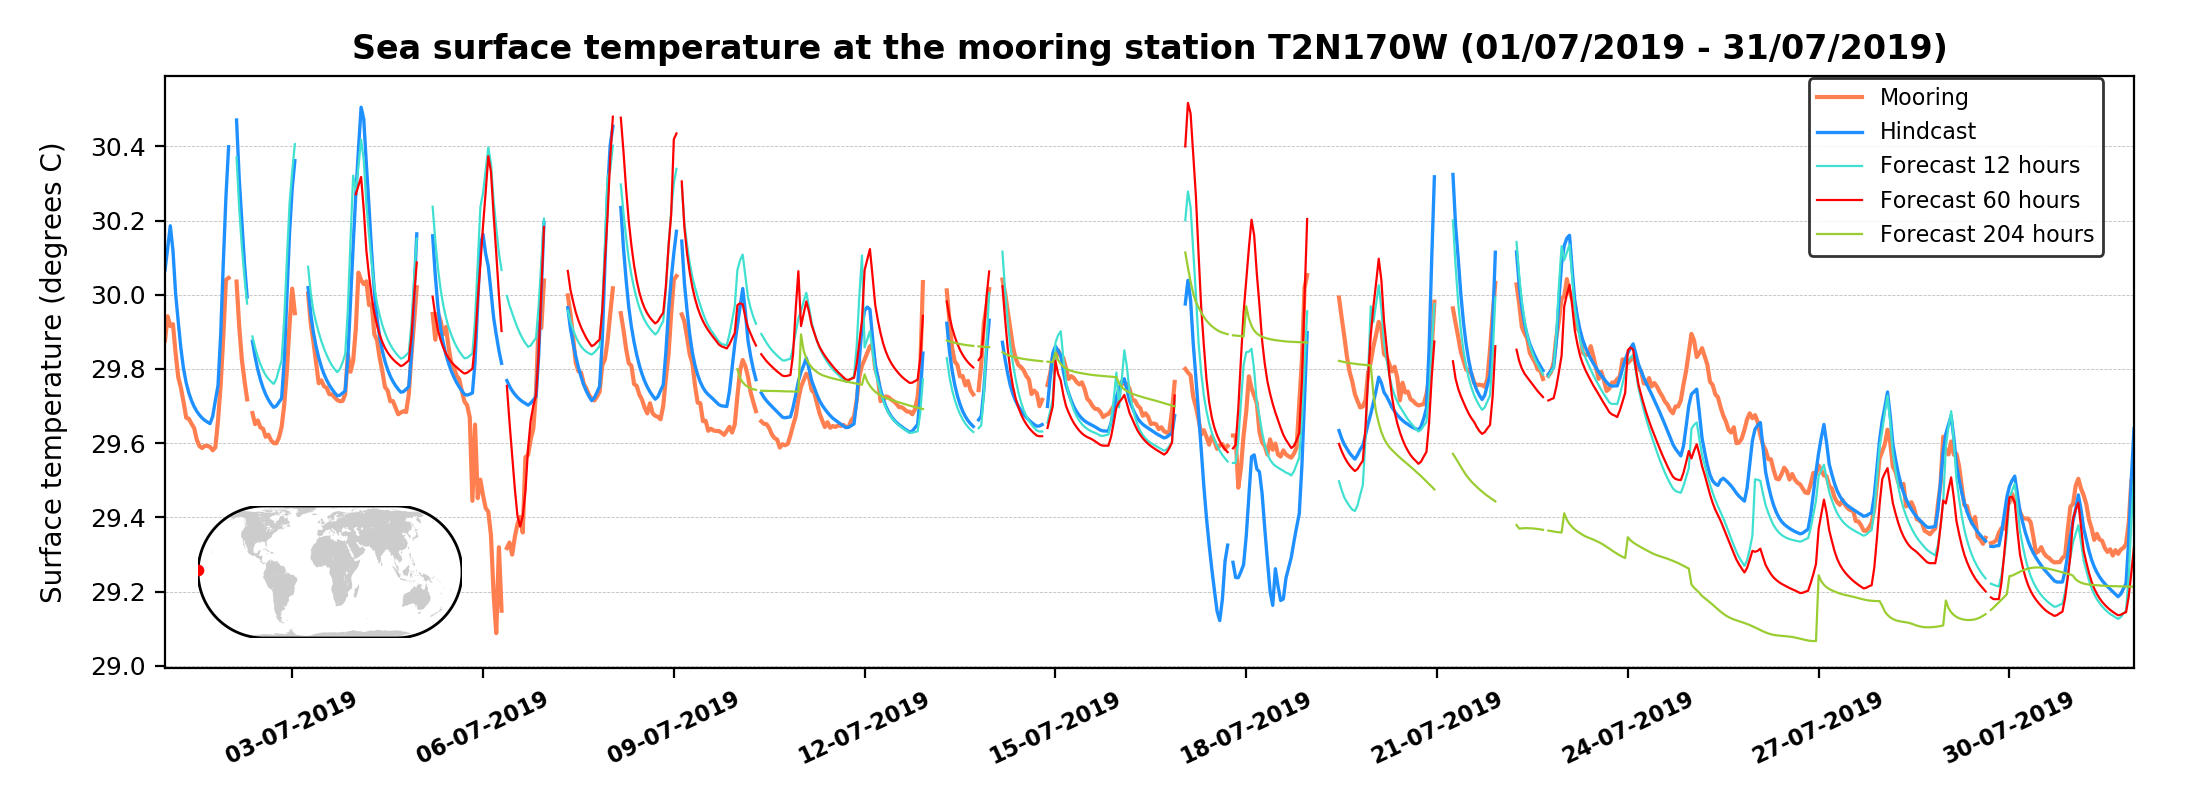 Sea surface temperature at the mooring station T2N170W (01/07/2019 - 31/07/2019)
Surface temperature (degrees C)
30.4
30.2
30.0
29.8
29.6
29.4
29.2
29.0
Mooring
Hindcast
Forecast 12 hours
Forecast 60 hours
Forecast 204 hours
03-07-2019
06-07-2019
09-07-2019
12-07-2019
15-07-2019
18-07-2019
21-07-2019
24-07-2019
27-07-2019
30-07-2019